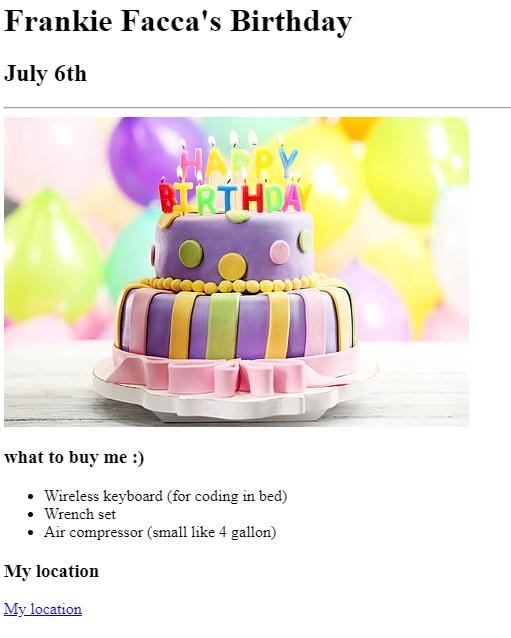 Frankie Facca's Birthday
July 6th
HAPPY
BIRTHDAY
what to buy me :)
Wireless keyboard (for coding in bed)
Wrench set
Air compressor (small like 4 gallon)
My location
My location